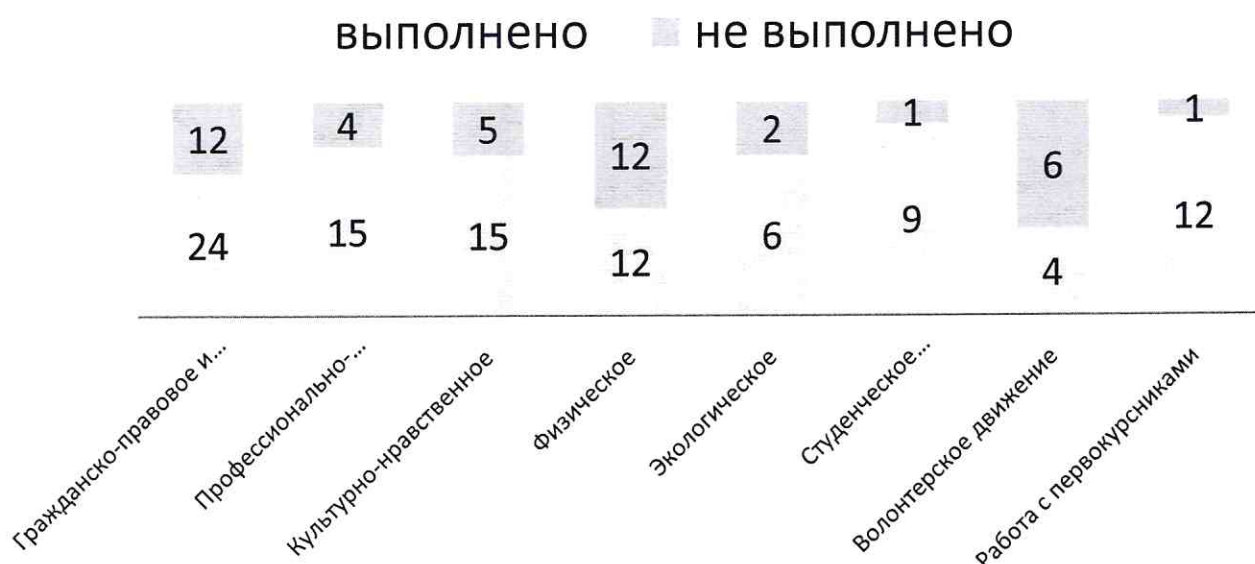 выполнено не выполнено
12 4 5 12 2 1 6 1
24 15 15 12 6 9 4 12
Гражданско-правовое и...
Профессионально-...
Культурно-нравственное
Физическое
Экологическое
Студенческое...
Волонтерское движение
Работа с первокурсниками